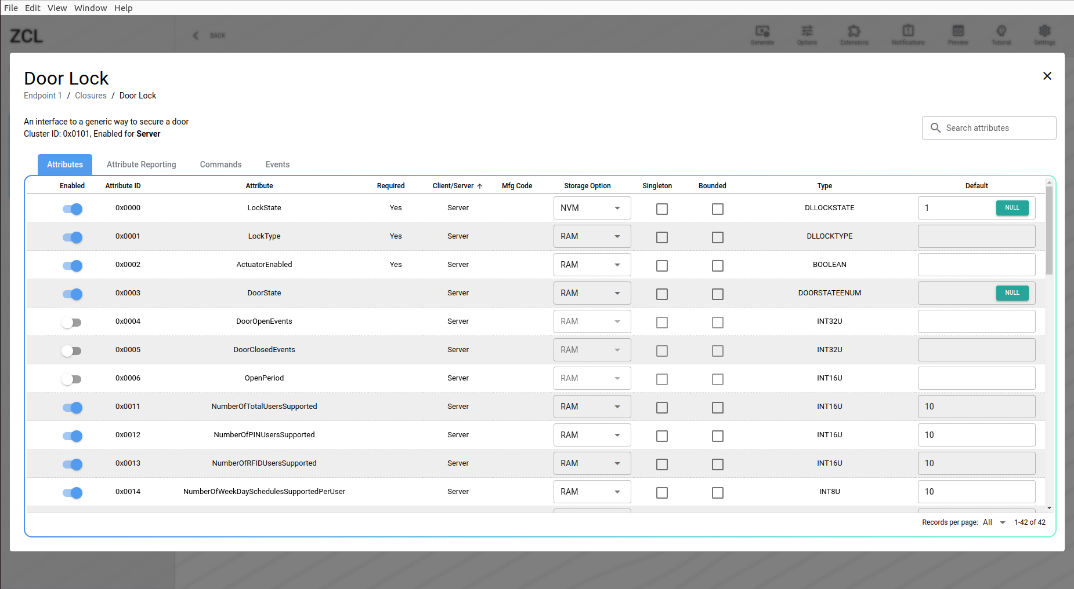 File Edit View Window Help
ZCL
BACK
Generate Options Extensions Notifications Preview Tutorial Settings
Door Lock
Endpoint 1 / Closures / Door Lock
An interface to a generic way to secure a door
Cluster ID: 0x0101, Enabled for Server
Search attributes
Attributes Attribute Reporting Commands Events
Enabled Attribute ID Attribute Required Client/Server Mfg Code Storage Option Singleton Bounded Type Default
0x0000 LockState Yes Server NVM DLLOCKSTATE 1 NULL
0x0001 LockType Yes Server RAM DLLOCKTYPE
0x0002 ActuatorEnabled Yes Server RAM BOOLEAN
0x0003 DoorState Server RAM DOORSTATEENUM NULL
0x0004 DoorOpenEvents Server RAM INT32U
0x0005 DoorClosedEvents Server RAM INT32U
0x0006 OpenPeriod Server RAM INT16U
0x0011 NumberOfTotalUsersSupported Server RAM INT16U 10
0x0012 NumberOfPINUsersSupported Server RAM INT16U 10
0x0013 NumberOfRFIDUsersSupported Server RAM INT16U 10
0x0014 NumberOfWeekDaySchedulesSupportedPerUser Server RAM INT8U 10
Records per page: All 1-42 of 42